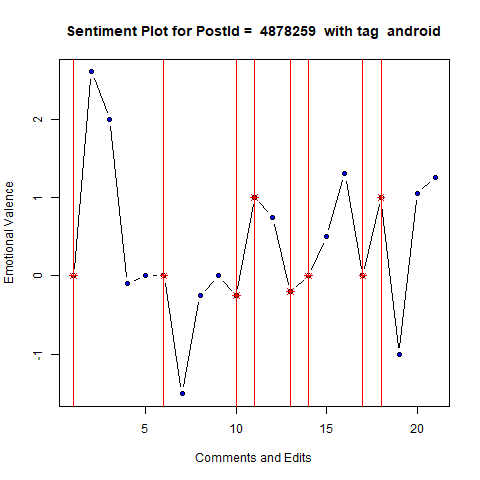 Sentiment Plot for PostId = 4878259 with tag android
Emotional Valence
2
1
0
-1
5
10
15
20
Comments and Edits